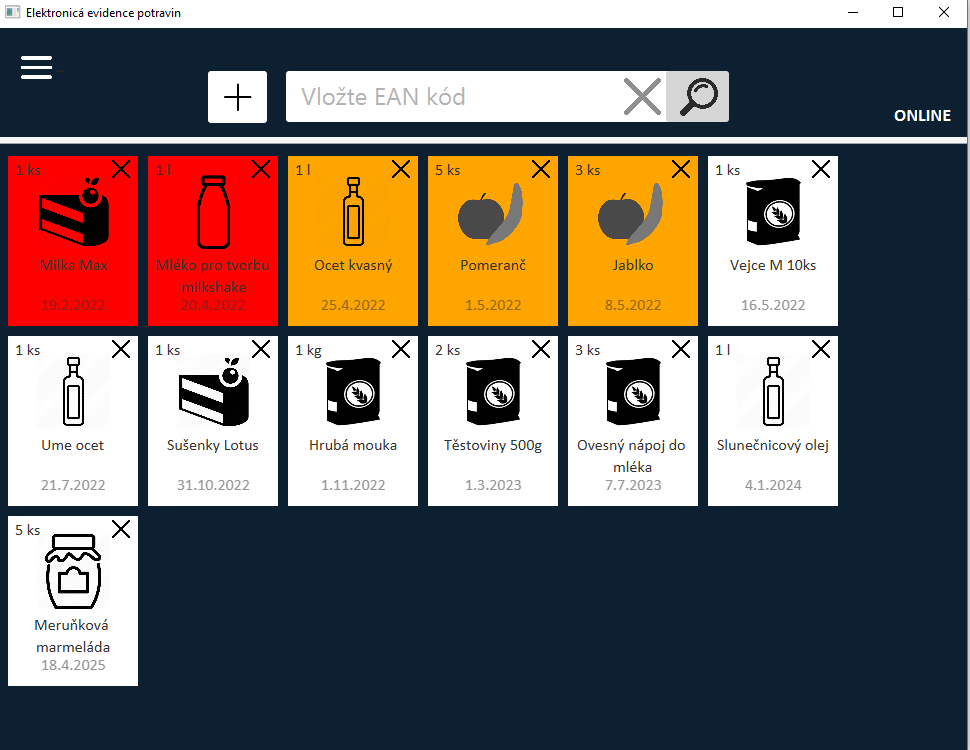 Elektronicá evidence potravin
Vložte EAN kód
ONLINE
1 ks
Milka Max
19.2.2022
1 l
Mléko pro tvorbu
milkshake
20.4.2022
1 l
Ocet kvasný
25.4.2022
5 ks
Pomeranč
1.5.2022
3 ks
Jablko
8.5.2022
1 ks
Vejce M 10ks
16.5.2022
1 ks
Ume ocet
21.7.2022
1 ks
Sušenky Lotus
31.10.2022
1 kg
Hrubá mouka
1.11.2022
2 ks
Těstoviny 500g
1.3.2023
3 ks
Ovesný nápoj do
mléka
7.7.2023
1 l
Slunečnicový olej
4.1.2024
5 ks
Meruňková
marmeláda
18.4.2025